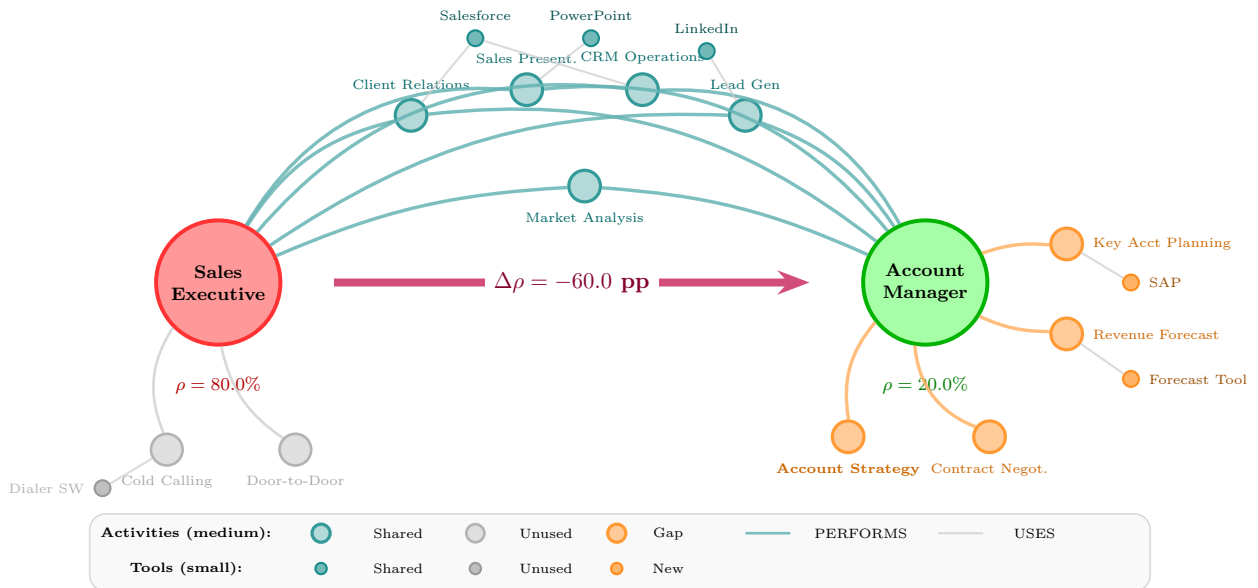 Salesforce
PowerPoint
LinkedIn
Sales Present.
CRM Operations
Client Relations
Lead Gen
Market Analysis
Sales
Executive
Δρ = −60.0 pp
Account
Manager
Key Acct Planning
SAP
Revenue Forecast
Forecast Tool
ρ = 80.0%
ρ = 20.0%
Account Strategy
Contract Negot.
Cold Calling
Door-to-Door
Dialer SW
Activities (medium): Shared Unused Gap PERFORMS USES
Tools (small): Shared Unused New